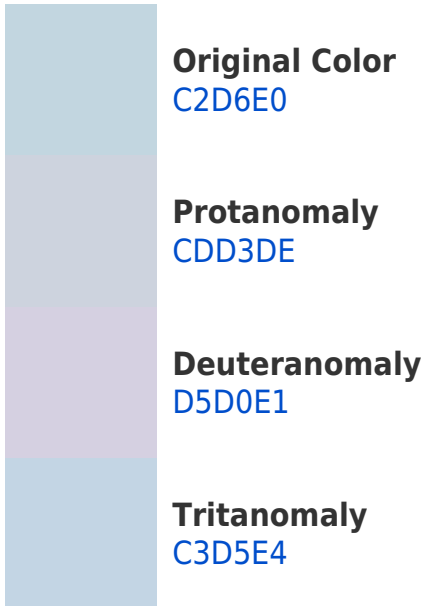 Original Color
C2D6E0
Protanomaly
CDD3DE
Deuteranomaly
D5D0E1
Tritanomaly
C3D5E4